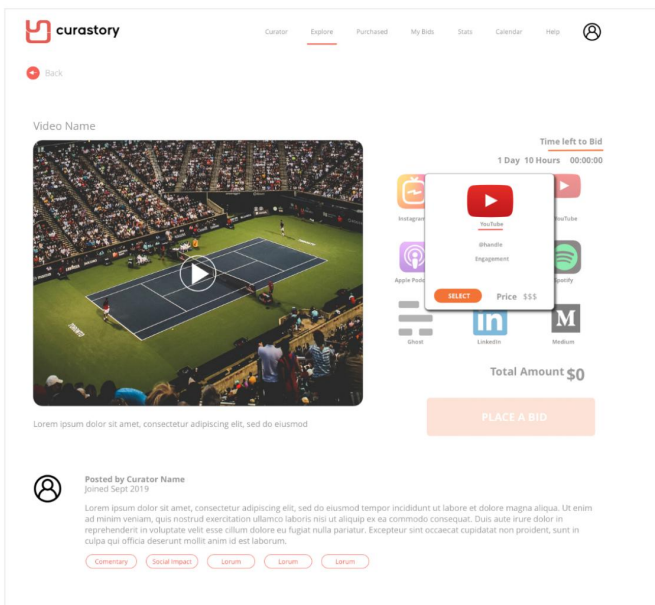 curastory
Curator Explore Purchased My Bids Stats Calendar Help
Back
Video Name
Time left to Bid
1 Day 10 Hours 00:00:00
Instagram
YouTube
YouTube
@handle
Engagement
Apple Podc
Spotify
SELECT Price $$$
Ghost LinkedIn Medium
Total Amount $0
PLACE A BID
Lorem ipsum dolor sit amet, consectetur adipiscing elit, sed do eiusmod
Posted by Curator Name
Joined Sept 2019
Lorem ipsum dolor sit amet, consectetur adipiscing elit, sed do eiusmod tempor incididunt ut labore et dolore magna aliqua. Ut enim
ad minim veniam, quis nostrud exercitation ullamco laboris nisi ut aliquip ex ea commodo consequat. Duis aute irure dolor in
reprehenderit in voluptate velit esse cillum dolore eu fugiat nulla pariatur. Excepteur sint occaecat cupidatat non proident, sunt in
culpa qui officia deserunt mollit anim id est laborum.
Comentary Social Impact Lorum Lorum Lorum